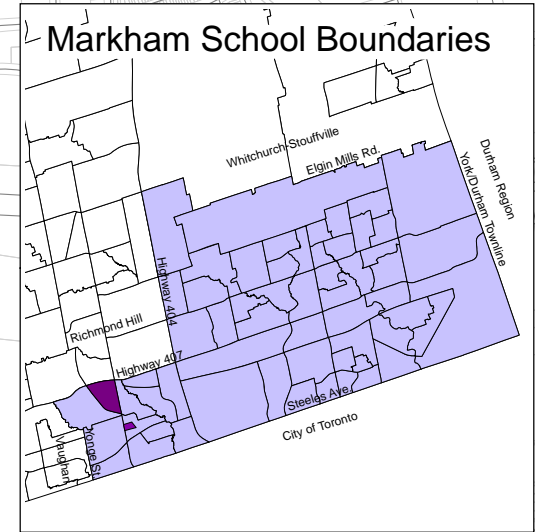 Markham School Boundaries
Whitchurch-Stouffville
Elgin Mills Rd.
Durham Region
York/Durham Townline
Highway 404
Richmond Hill
Highway 407
Steeles Ave
City of Toronto
Yonge St.
Vaughan